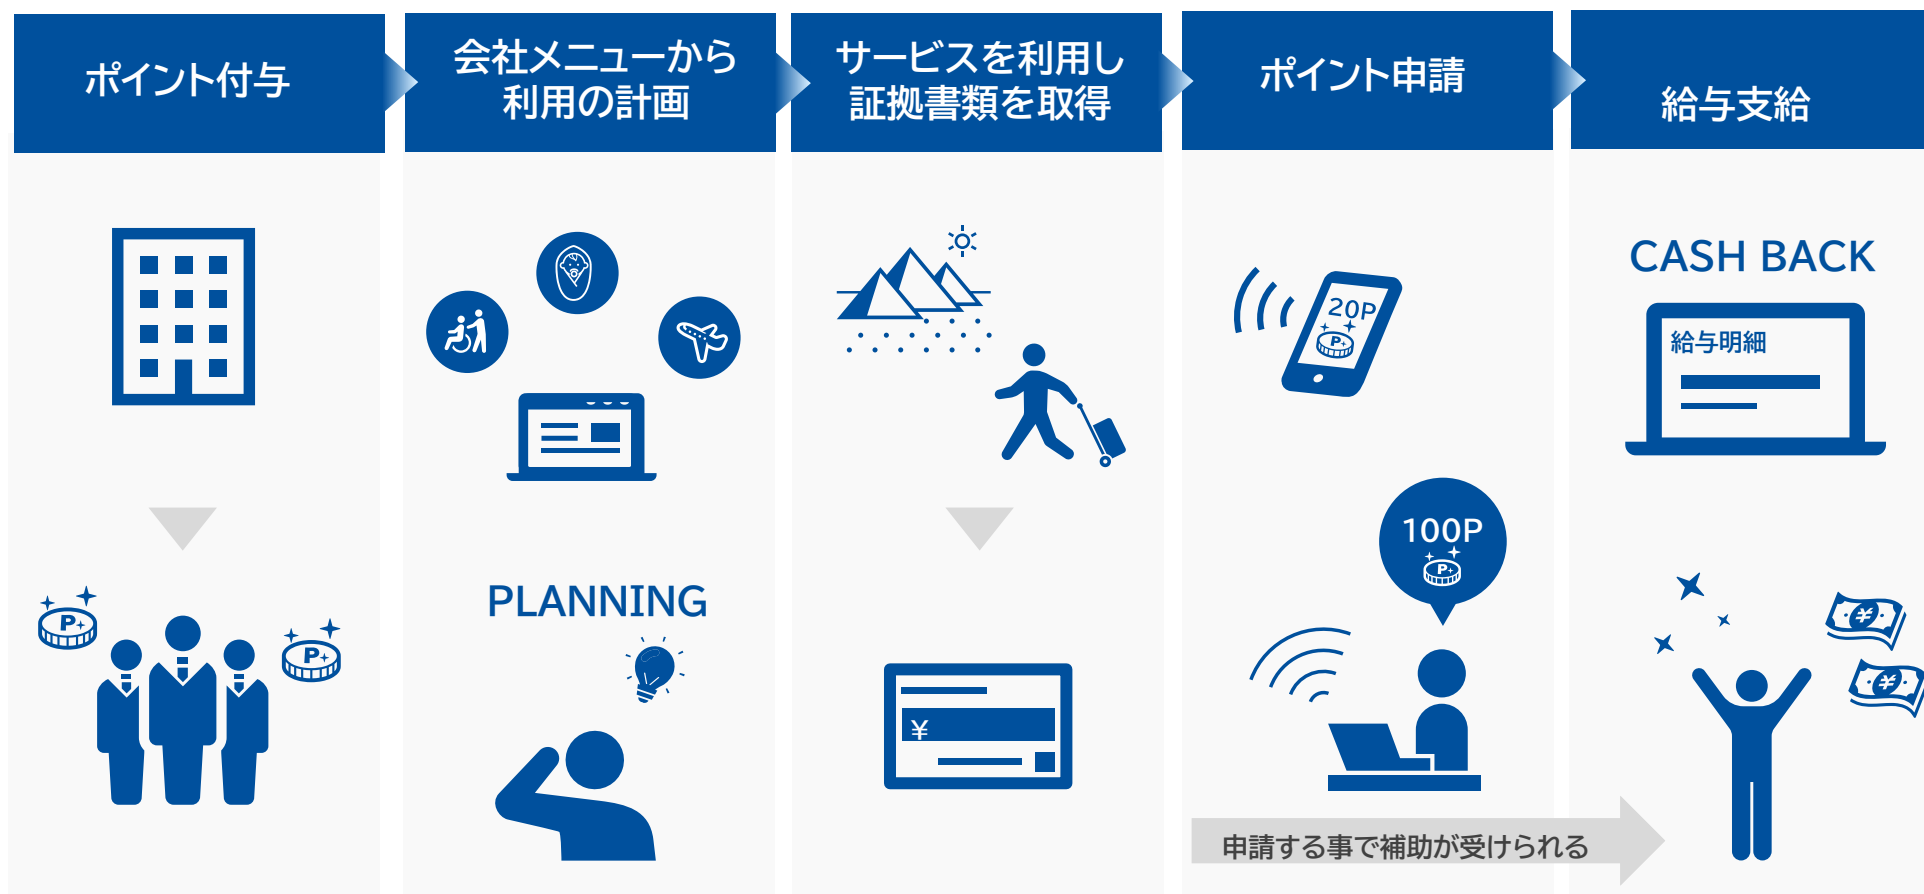 ポイント付与
会社メニューから
利用の計画
サービスを利用し
証拠書類を取得
ポイント申請
給与支給
PLANNING
P+
P+
¥
20P
P+
100P
P+
CASH BACK
給与明細
¥
¥
申請する事で補助が受けられる